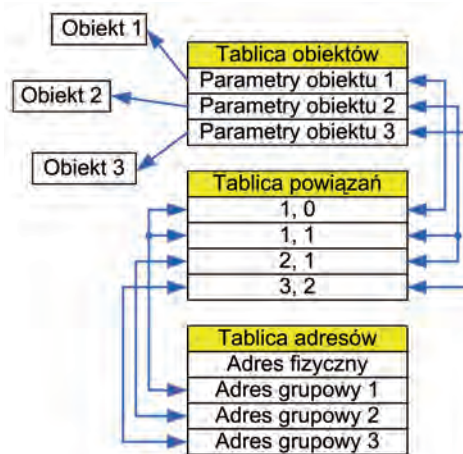 Obiekt 1
Obiekt 2
Obiekt 3
Tablica obiektów
Parametry obiektu 1
Parametry obiektu 2
Parametry obiektu 3
Tablica powiązań
1, 0
1, 1
2, 1
3, 2
Tablica adresów
Adres fizyczny
Adres grupowy 1
Adres grupowy 2
Adres grupowy 3